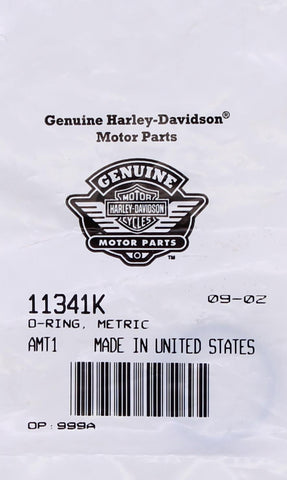 Genuine Harley-Davidson®
Motor Parts
GENUINE
MOTOR
HARLEY-DAVIDSON
CYCLES
MOTOR PARTS
™
11341K 09-02
O-RING, METRIC
AMT1 MADE IN UNITED STATES
OP:999A